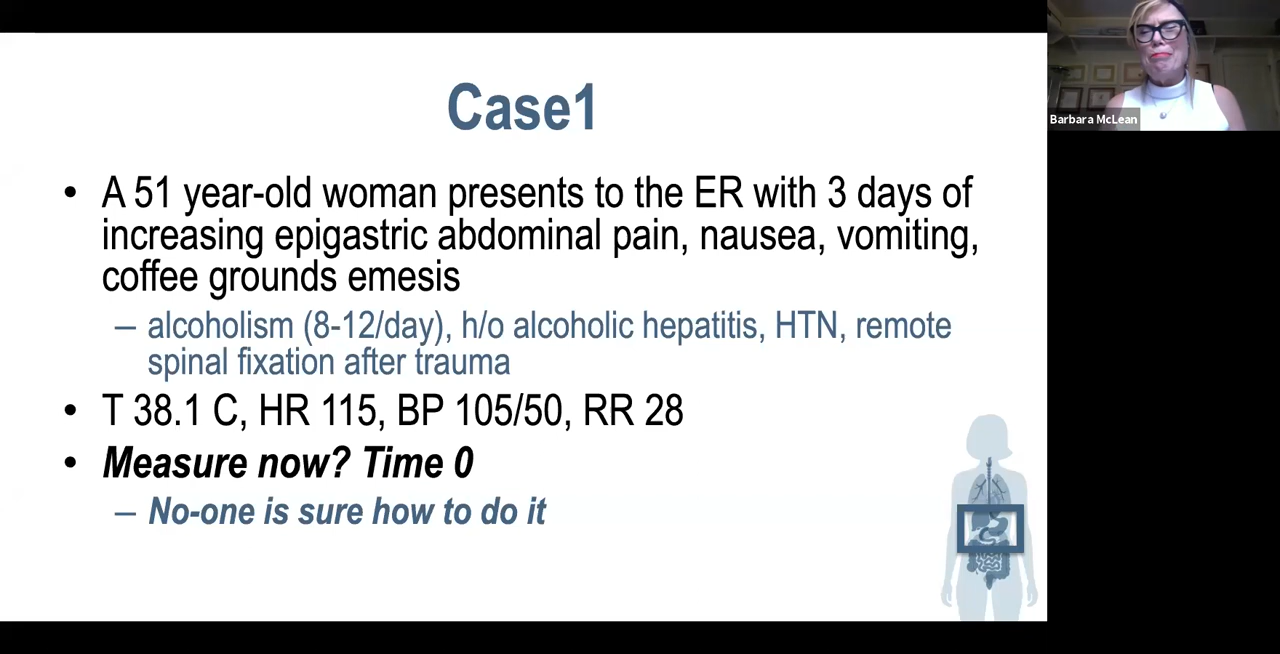 Case1
• A 51 year-old woman presents to the ER with 3 days of
increasing epigastric abdominal pain, nausea, vomiting,
coffee grounds emesis
– alcoholism (8-12/day), h/o alcoholic hepatitis, HTN, remote
spinal fixation after trauma
• T 38.1 C, HR 115, BP 105/50, RR 28
• Measure now? Time 0
– No-one is sure how to do it
Barbara McLean